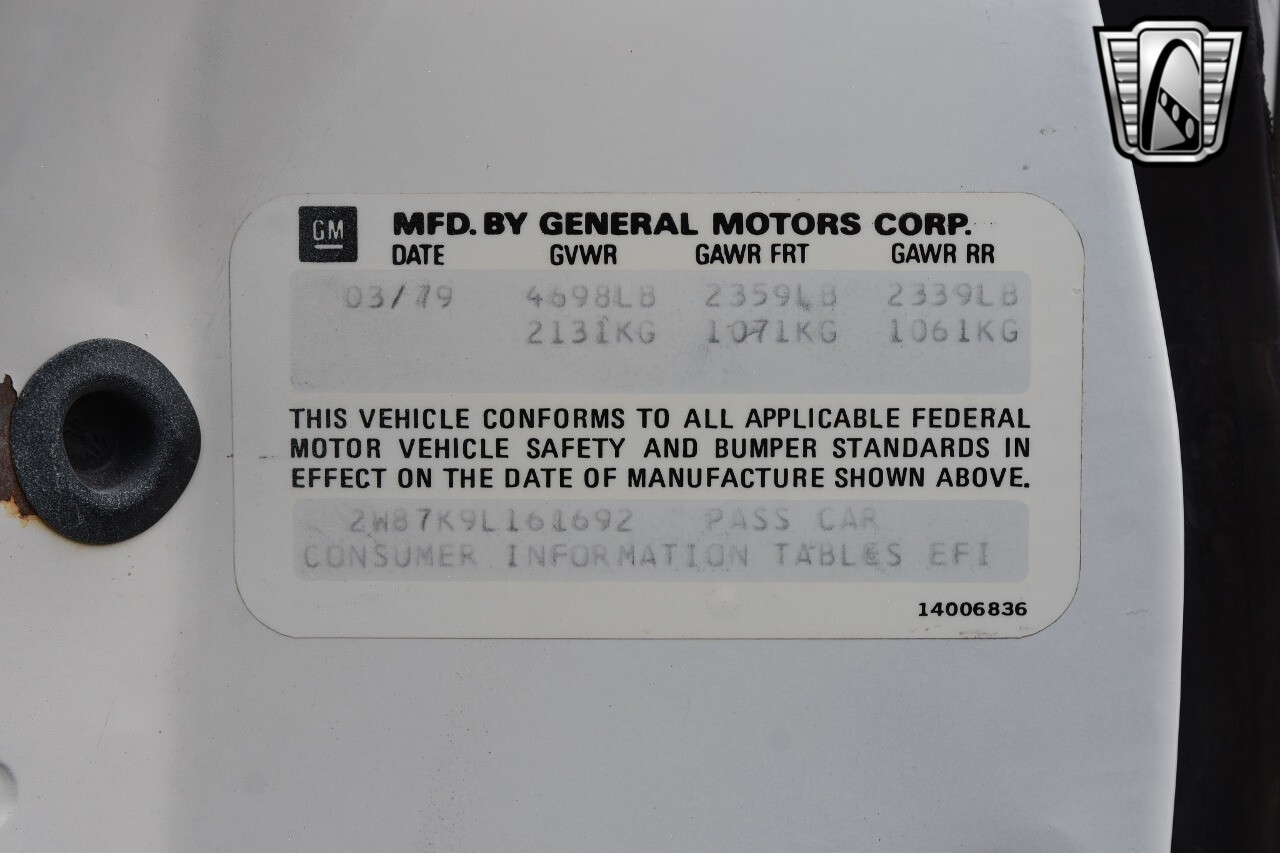 GM
MFD. BY GENERAL MOTORS CORP.
DATE GVWR GAWR FRT GAWR RR
03/79 4698LB 2359LB 2339LB
2131KG 1071KG 1061KG
THIS VEHICLE CONFORMS TO ALL APPLICABLE FEDERAL
MOTOR VEHICLE SAFETY AND BUMPER STANDARDS IN
EFFECT ON THE DATE OF MANUFACTURE SHOWN ABOVE.
2W87K9L161692 PASS CAR
CONSUMER INFORMATION TABLES EFI
14006836